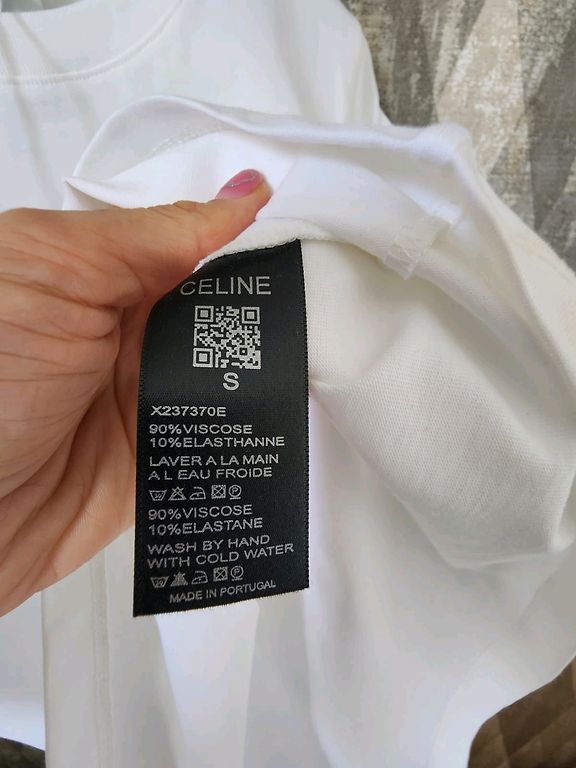 CELINE
S
X237370E
90%VISCOSE
10%ELASTHANNE
LAVER A LA MAIN
A L EAU FROIDE
90%VISCOSE
10%ELASTANE
WASH BY HAND
WITH COLD WATER
MADE IN PORTUGAL